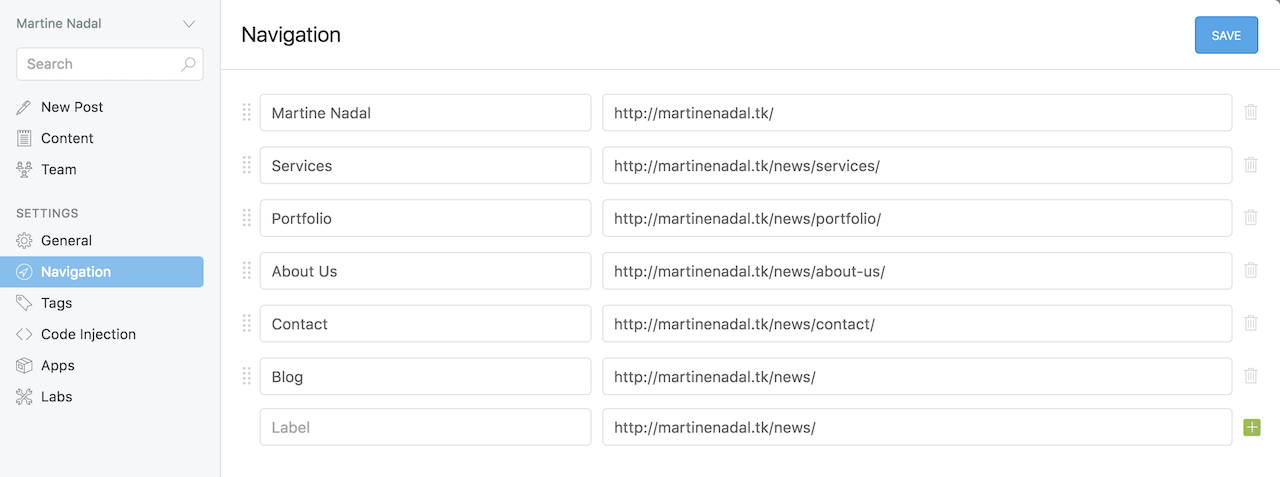 Martine Nadal
Search
New Post
Content
Team
SETTINGS
General
Navigation
Tags
Code Injection
Apps
Labs
Navigation
SAVE
Martine Nadal http://martinenadal.tk/
Services http://martinenadal.tk/news/services/
Portfolio http://martinenadal.tk/news/portfolio/
About Us http://martinenadal.tk/news/about-us/
Contact http://martinenadal.tk/news/contact/
Blog http://martinenadal.tk/news/
Label http://martinenadal.tk/news/